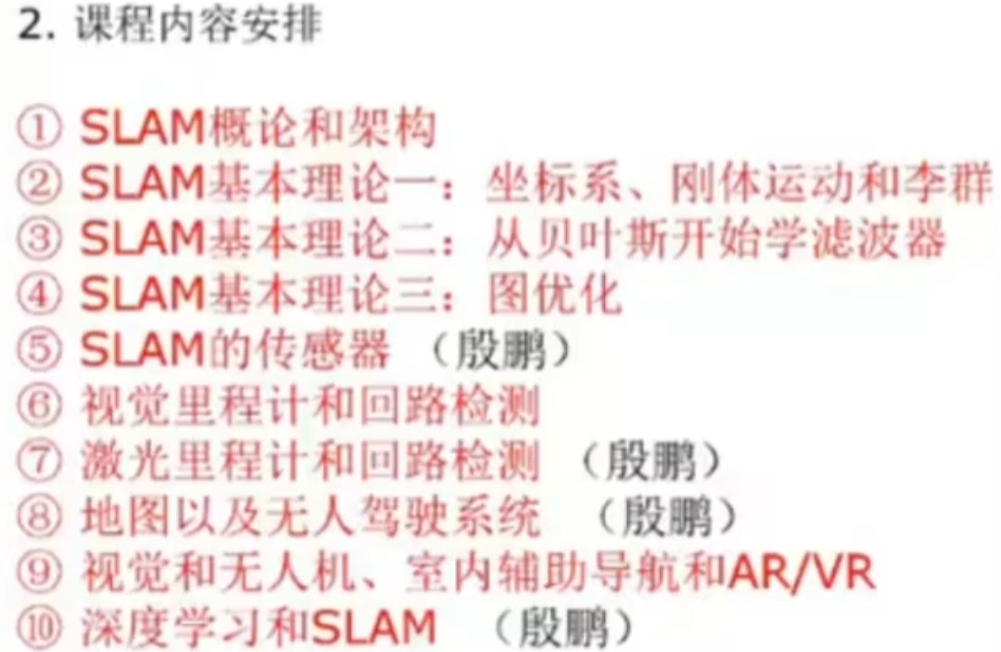 2. 课程内容安排
① SLAM概论和架构
② SLAM基本理论一：坐标系、刚体运动和李群
③ SLAM基本理论二：从贝叶斯开始学滤波器
④ SLAM基本理论三：图优化
⑤ SLAM的传感器 （殷鹏）
⑥ 视觉里程计和回路检测
⑦ 激光里程计和回路检测 （殷鹏）
⑧ 地图以及无人驾驶系统 （殷鹏）
⑨ 视觉和无人机、室内辅助导航和AR/VR
⑩ 深度学习和SLAM （殷鹏）